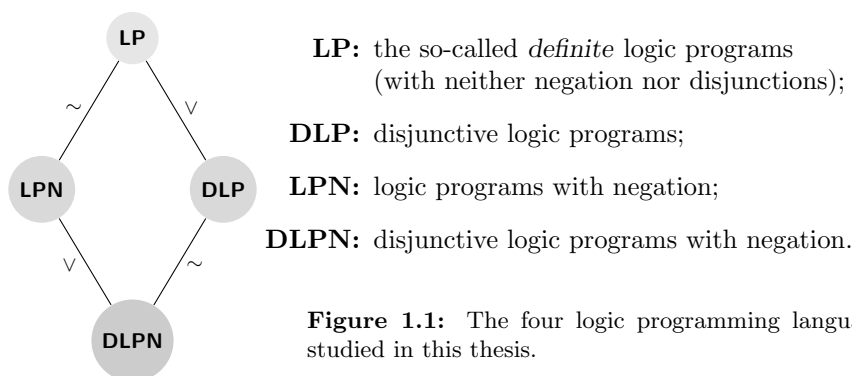 LP
∼
∨
LPN
DLP
∨
∼
DLPN
LP: the so-called definite logic programs
(with neither negation nor disjunctions);
DLP: disjunctive logic programs;
LPN: logic programs with negation;
DLPN: disjunctive logic programs with negation.
Figure 1.1: The four logic programming
studied in this thesis.